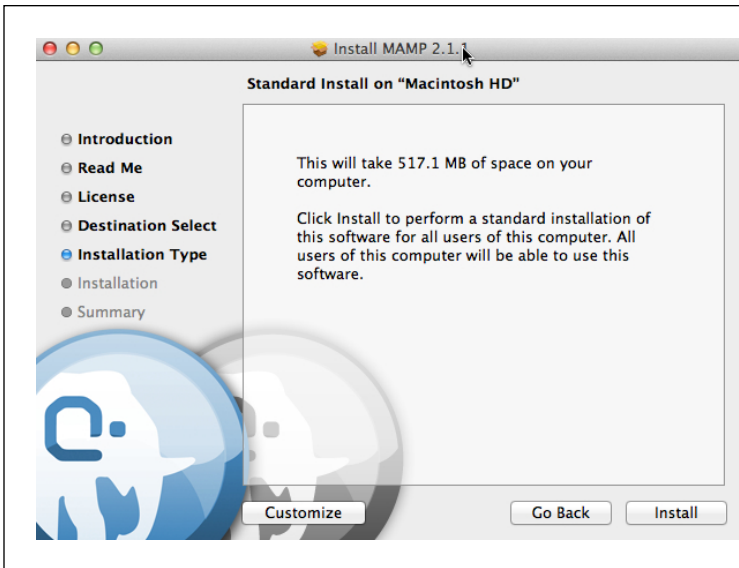 Install MAMP 2.1.1
Standard Install on "Macintosh HD"
Introduction
Read Me
License
Destination Select
Installation Type
Installation
Summary
This will take 517.1 MB of space on your
computer.
Click Install to perform a standard installation of
this software for all users of this computer. All
users of this computer will be able to use this
software.
Customize
Go Back
Install